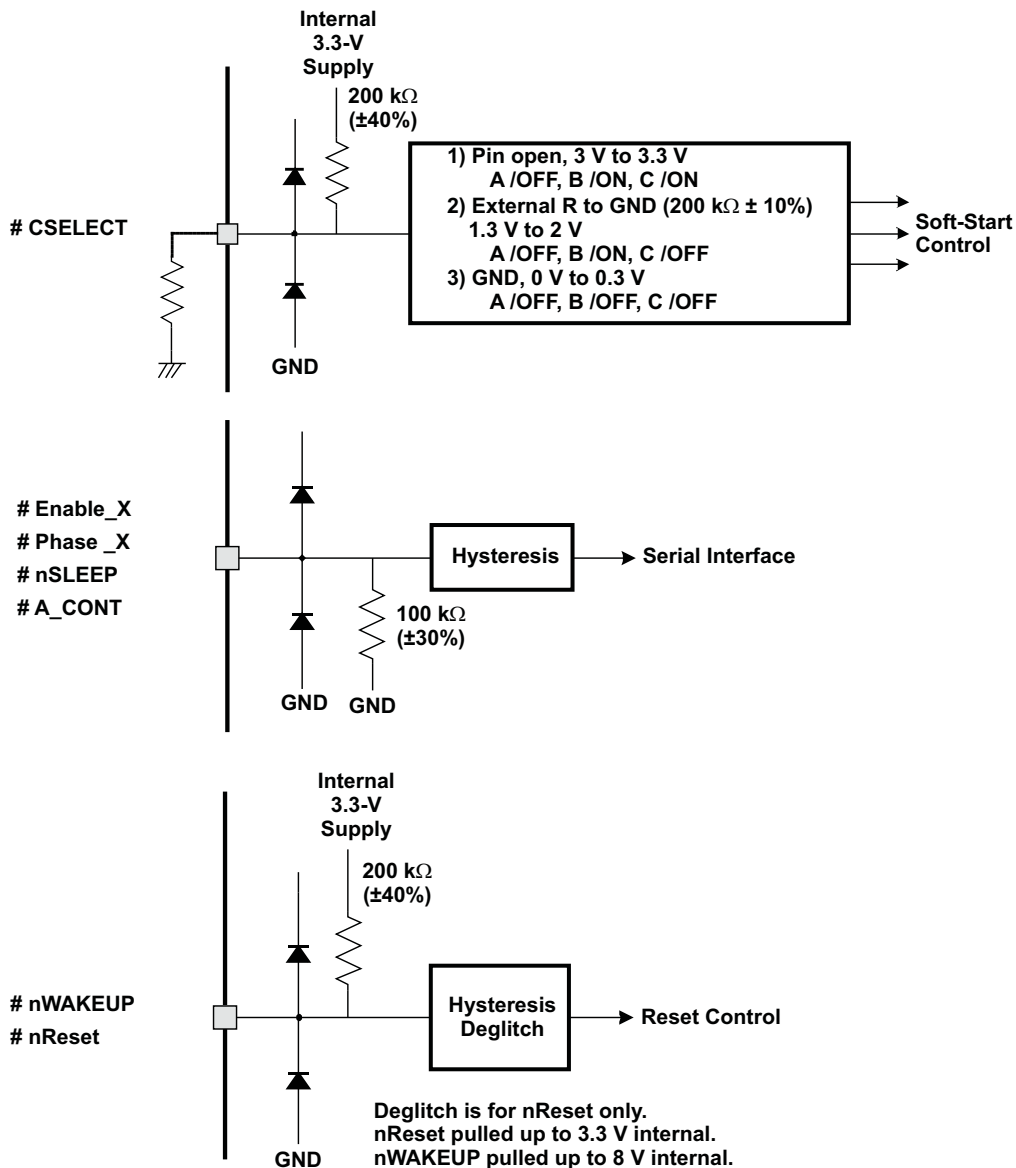 Internal
3.3-V
Supply
200 kΩ
(±40%)
# CSELECT
GND
1) Pin open, 3 V to 3.3 V
A /OFF, B /ON, C /ON
2) External R to GND (200 kΩ ± 10%)
1.3 V to 2 V
A /OFF, B /ON, C /OFF
3) GND, 0 V to 0.3 V
A /OFF, B /OFF, C /OFF
Soft-Start
Control
# Enable_X
# Phase _X
# nSLEEP
# A_CONT
Hysteresis
Serial Interface
100 kΩ
(±30%)
GND
GND
Internal
3.3-V
Supply
200 kΩ
(±40%)
# nWAKEUP
# nReset
Hysteresis
Deglitch
Reset Control
GND
Deglitch is for nReset only.
nReset pulled up to 3.3 V internal.
nWAKEUP pulled up to 8 V internal.